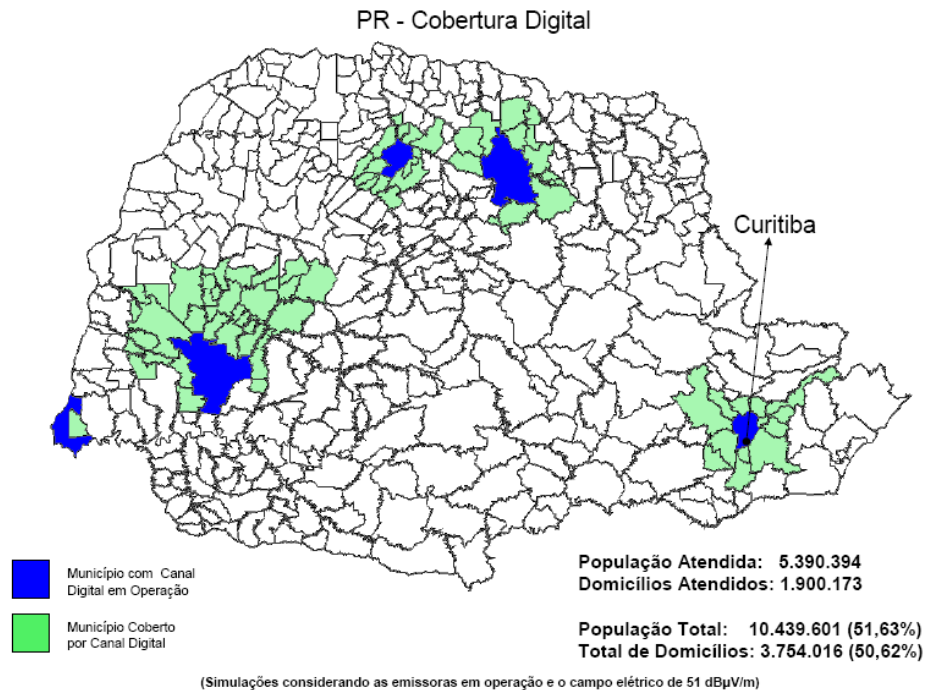 PR - Cobertura Digital
Curitiba
Município com Canal
Digital em Operação
Município Coberto
por Canal Digital
População Atendida: 5.390.394
Domicílios Atendidos: 1.900.173
População Total: 10.439.601 (51,63%)
Total de Domicílios: 3.754.016 (50,62%)
(Simulações considerando as emissoras em operação e o campo elétrico de 51 dBµV/m)